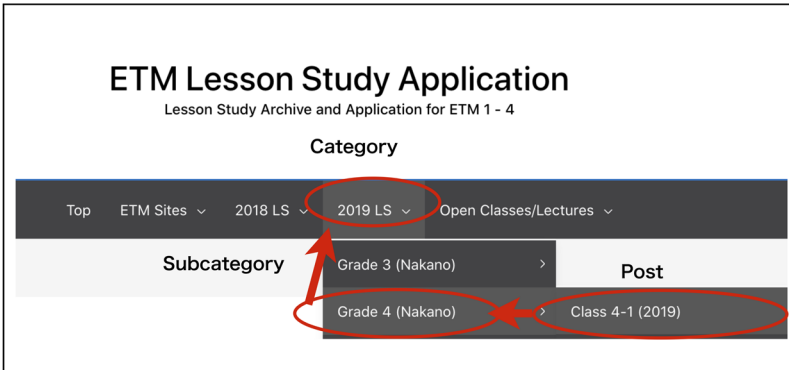 ETM Lesson Study Application
Lesson Study Archive and Application for ETM 1 - 4
Category
Top ETM Sites 2018 LS 2019 LS Open Classes/Lectures
Subcategory Grade 3 (Nakano) Post
Grade 4 (Nakano) Class 4-1 (2019)